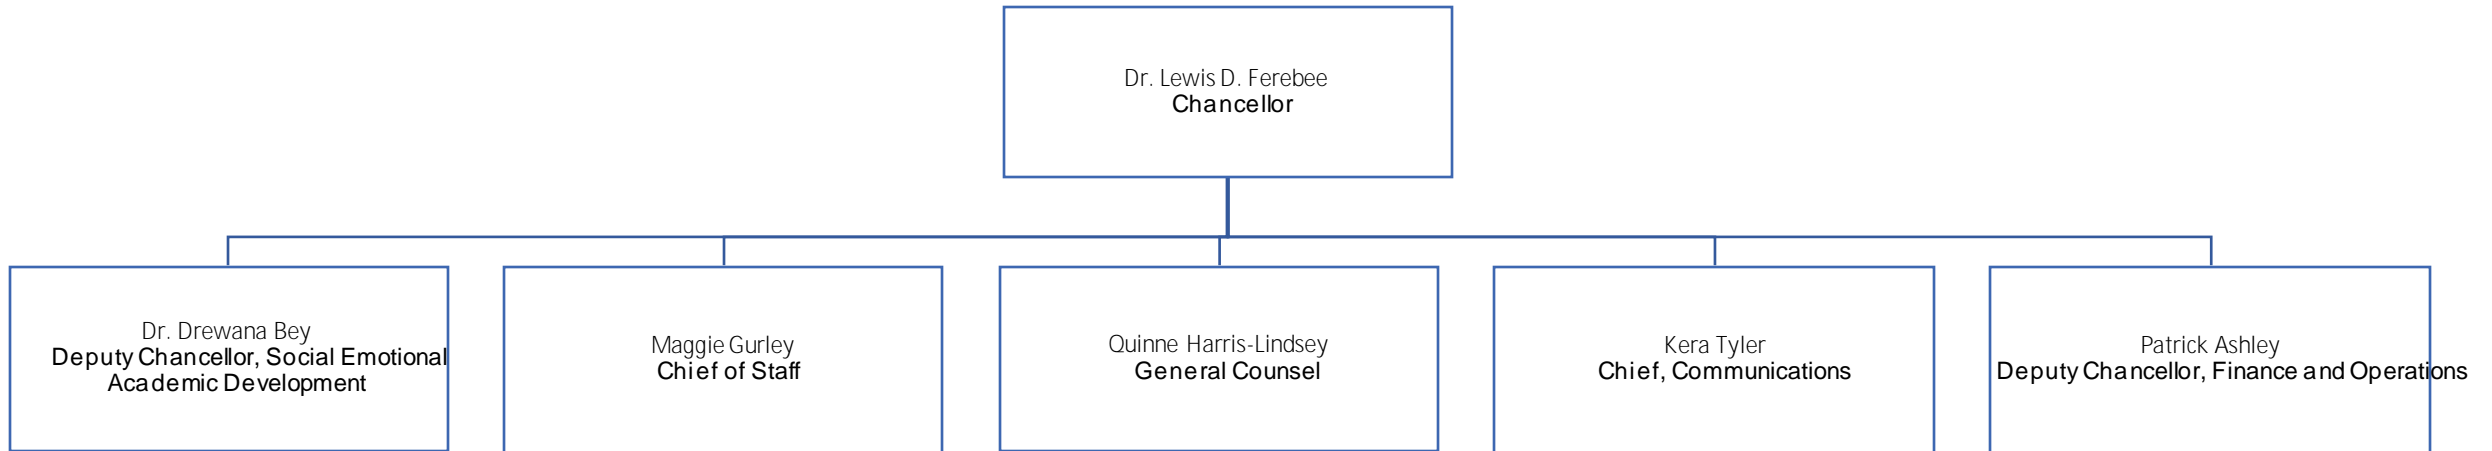 Dr. Lewis D. Ferebee
Chancellor
Dr. Drewana Bey
Deputy Chancellor, Social Emotional
Academic Development
Maggie Gurley
Chief of Staff
Quinne Harris-Lindsey
General Counsel
Kera Tyler
Chief, Communications
Patrick Ashley
Deputy Chancellor, Finance and Operations